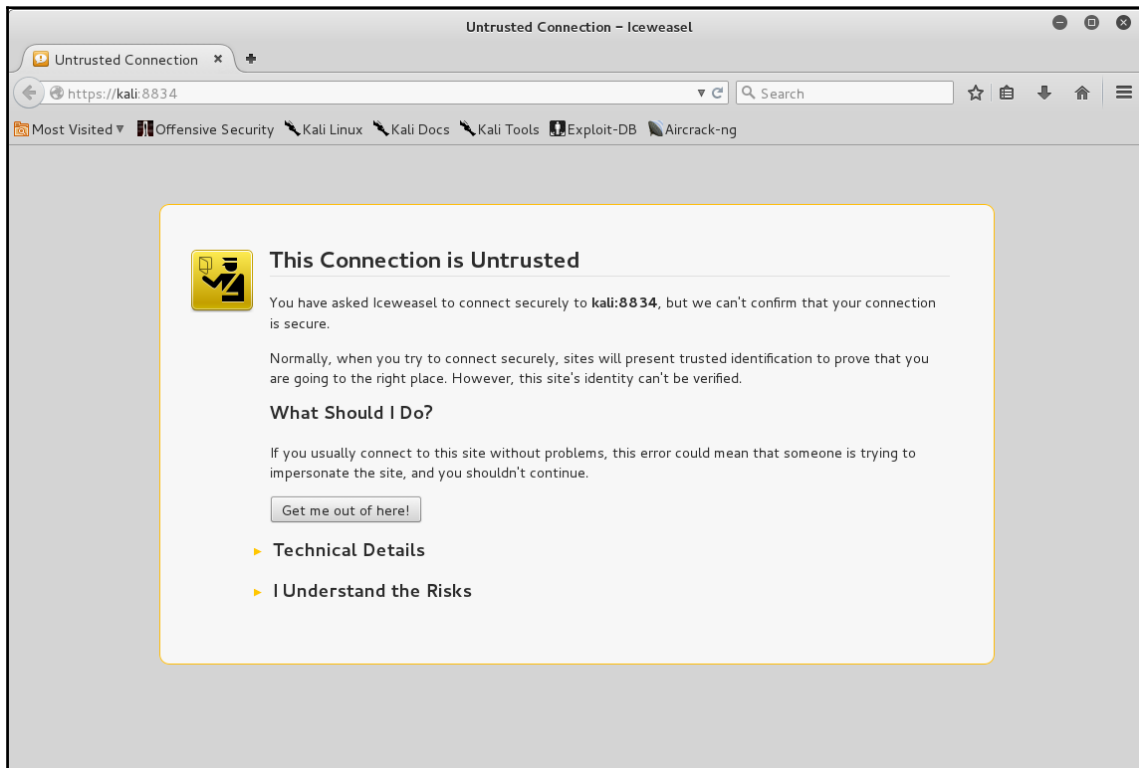 Untrusted Connection - Iceweasel
Untrusted Connection
https://kali:8834
Search
Most Visited
Offensive Security
Kali Linux
Kali Docs
Kali Tools
Exploit-DB
Aircrack-ng
This Connection is Untrusted
You have asked Iceweasel to connect securely to kali:8834, but we can't confirm that your connection
is secure.
Normally, when you try to connect securely, sites will present trusted identification to prove that you
are going to the right place. However, this site's identity can't be verified.
What Should I Do?
If you usually connect to this site without problems, this error could mean that someone is trying to
impersonate the site, and you shouldn't continue.
Get me out of here!
Technical Details
I Understand the Risks